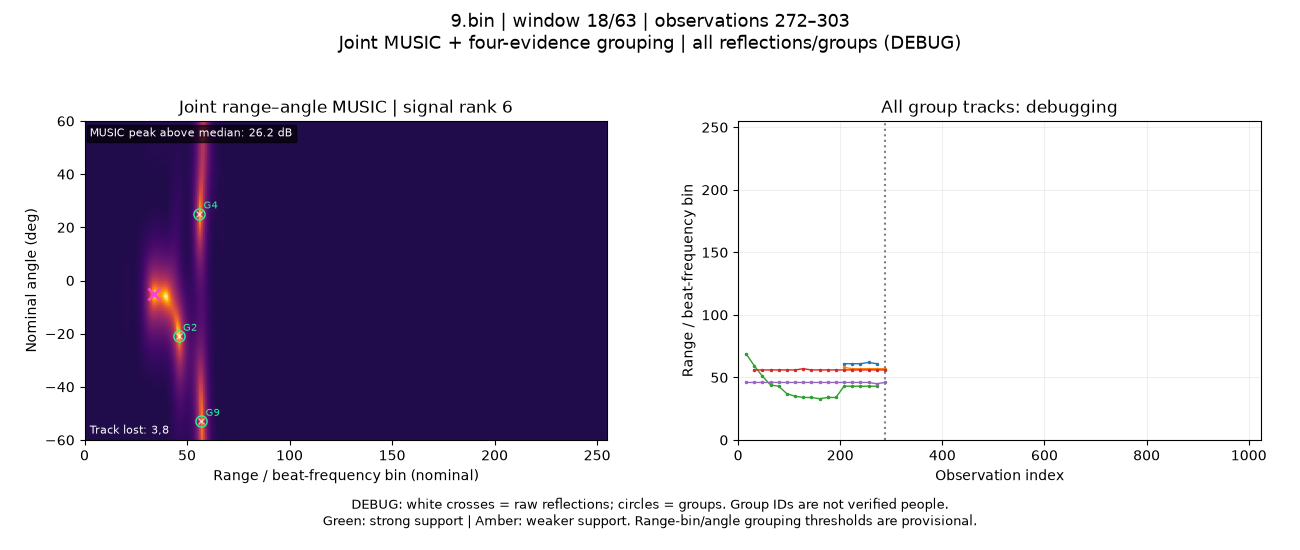 9.bin | window 18/63 | observations 272–303
Joint MUSIC + four-evidence grouping | all reflections/groups (DEBUG)
Joint range–angle MUSIC | signal rank 6
MUSIC peak above median: 26.2 dB
G4
G2
G9
Track lost: 3,8
60
40
20
0
−20
−40
−60
Nominal angle (deg)
0
50
100
150
200
250
Range / beat-frequency bin (nominal)
All group tracks: debugging
250
200
150
100
50
0
Range / beat-frequency bin
0
200
400
600
800
1000
Observation index
DEBUG: white crosses = raw reflections; circles = groups. Group IDs are not verified people.
Green: strong support | Amber: weaker support. Range-bin/angle grouping thresholds are provisional.